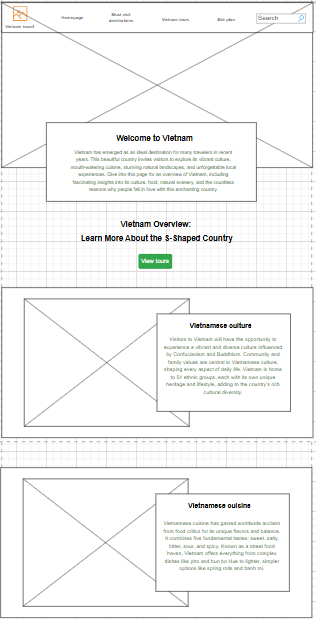 Vietnam travel
Homepage
Must visit
destinations
Vietnam tours
Site plan
Search
Welcome to Vietnam
Vietnam has emerged as an ideal destination for many travelers in recent
years. This beautiful country invites visitors to explore its vibrant culture,
mouth-watering cuisine, stunning natural landscapes, and unforgettable local
experiences. Dive into this page for an overview of Vietnam, including
fascinating insights into its culture, food, natural scenery, and the countless
reasons why people fall in love with this enchanting country.
Vietnam Overview:
Learn More About the S-Shaped Country
View tours
Vietnamese culture
Visitors to Vietnam will have the opportunity to
experience a vibrant and diverse culture influenced
by Confucianism and Buddhism. Community and
family values are central to Vietnamese culture,
shaping every aspect of daily life. Vietnam is home
to 54 ethnic groups, each with its own unique
heritage and lifestyle, adding to the country's rich
cultural diversity.
Vietnamese cuisine
Vietnamese cuisine has gained worldwide acclaim
from food critics for its unique flavors and balance.
It combines five fundamental tastes: sweet, salty,
bitter, sour, and spicy. Known as a street food
haven, Vietnam offers everything from complex
dishes like pho and bun bo Hue to lighter, simpler
options like spring rolls and banh mi.